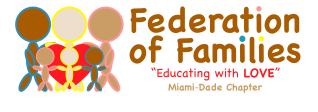 Federation
of Families
"Educating with LOVE"
Miami-Dade Chapter